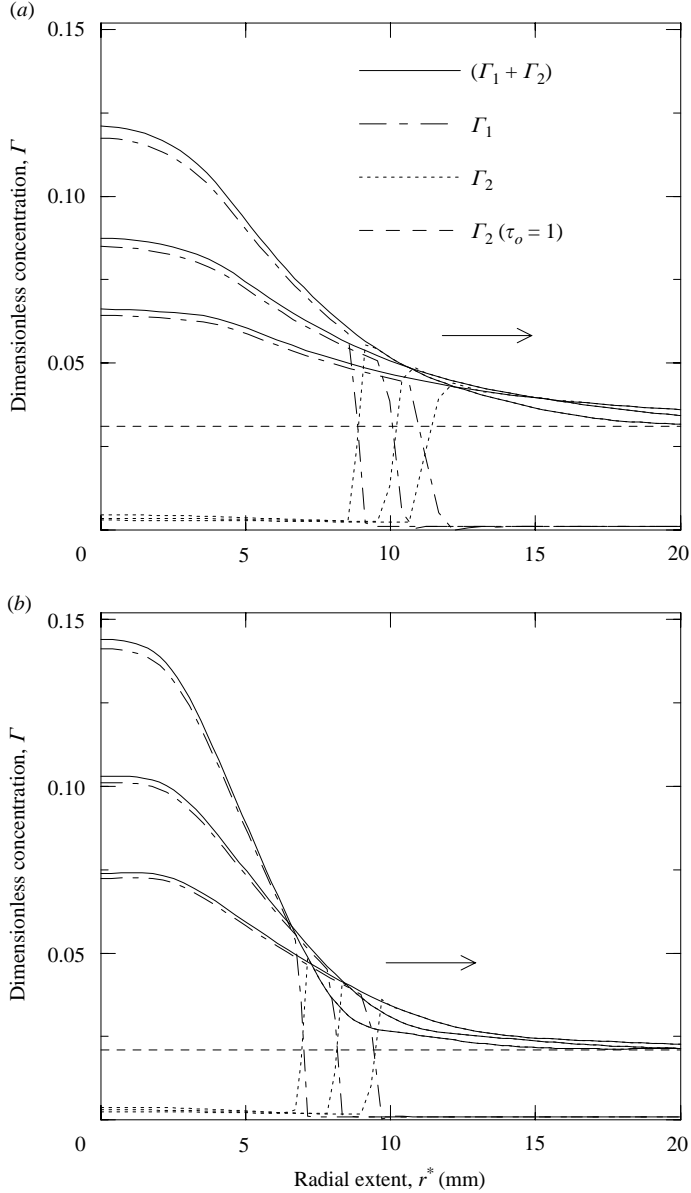 (a)
0.15
(Γ1 + Γ2)
Γ1
Γ2
Γ2 (τo = 1)
0.10
Dimensionless concentration, Γ
0.05
0 5 10 15 20
(b)
0.15
0.10
Dimensionless concentration, Γ
0.05
0 5 10 15 20
Radial extent, r* (mm)